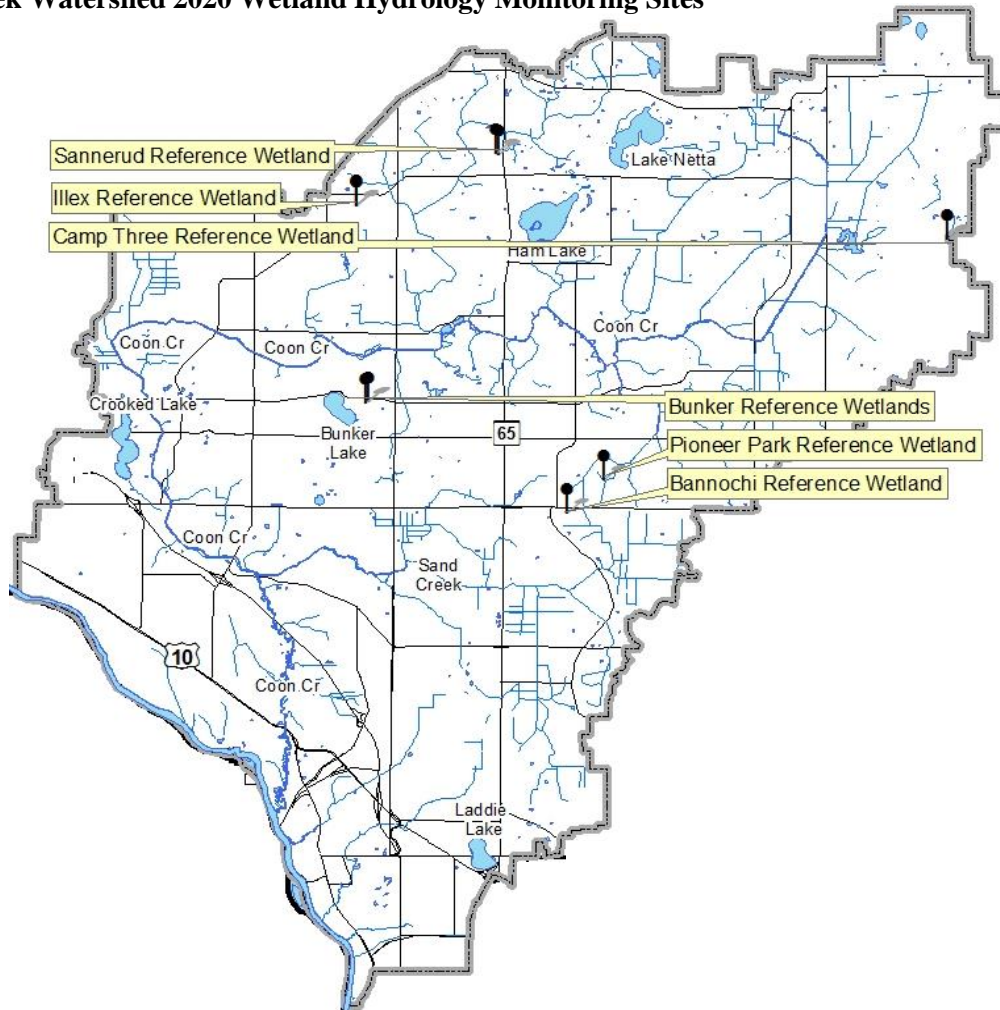 ek Watershed 2020 Wetland Hydrology Monitoring Sites
Sannerud Reference Wetland
Lake Netta
Illex Reference Wetland
Camp Three Reference Wetland
Ham Lake
Coon Cr
Coon Cr
Coon Cr
Crooked Lake
Bunker Reference Wetlands
Bunker
Lake
65
Pioneer Park Reference Wetland
Bannochi Reference Wetland
Coon Cr
Sand
Creek
10
Coon Cr
Laddie
Lake